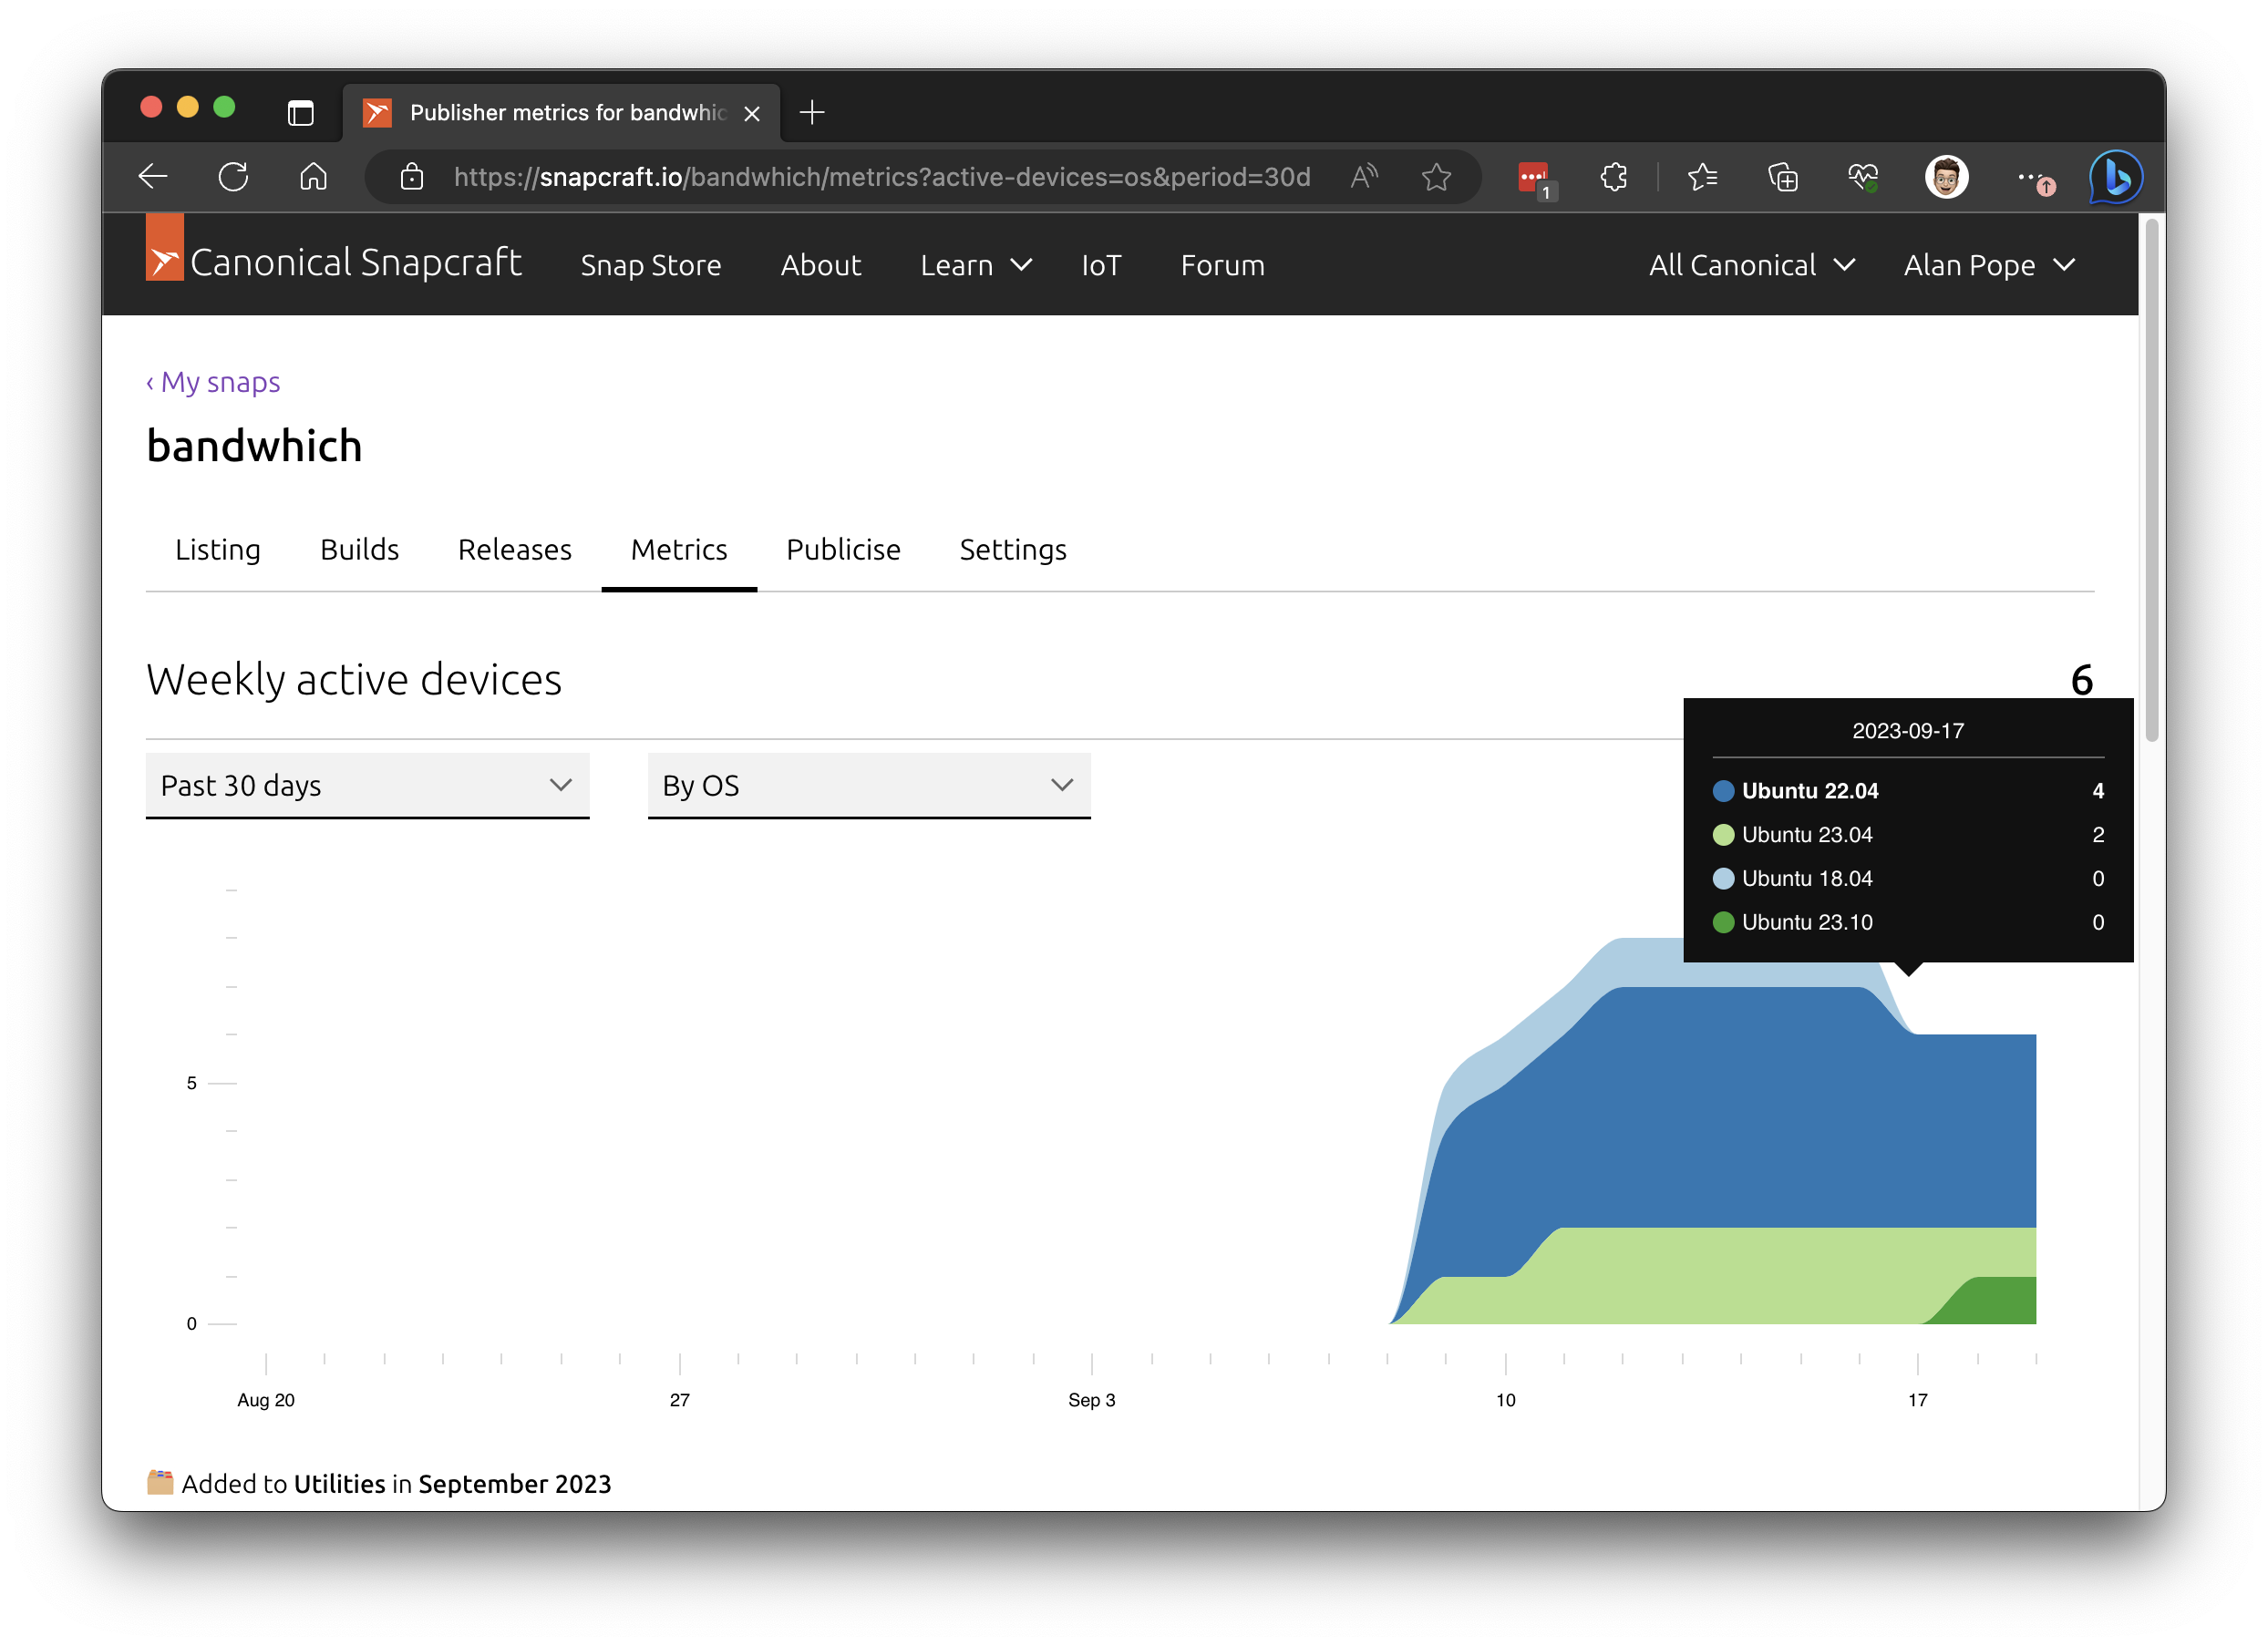 Publisher metrics for bandwhic
https://snapcraft.io/bandwhich/metrics?active-devices=os&period=30d
1
Canonical Snapcraft Snap Store About Learn IoT Forum All Canonical Alan Pope
‹ My snaps
bandwhich
Listing Builds Releases Metrics Publicise Settings
Weekly active devices 6
Past 30 days By OS
2023-09-17
Ubuntu 22.04 4
Ubuntu 23.04 2
Ubuntu 18.04 0
Ubuntu 23.10 0
5
0
Aug 20 27 Sep 3 10 17
Added to Utilities in September 2023